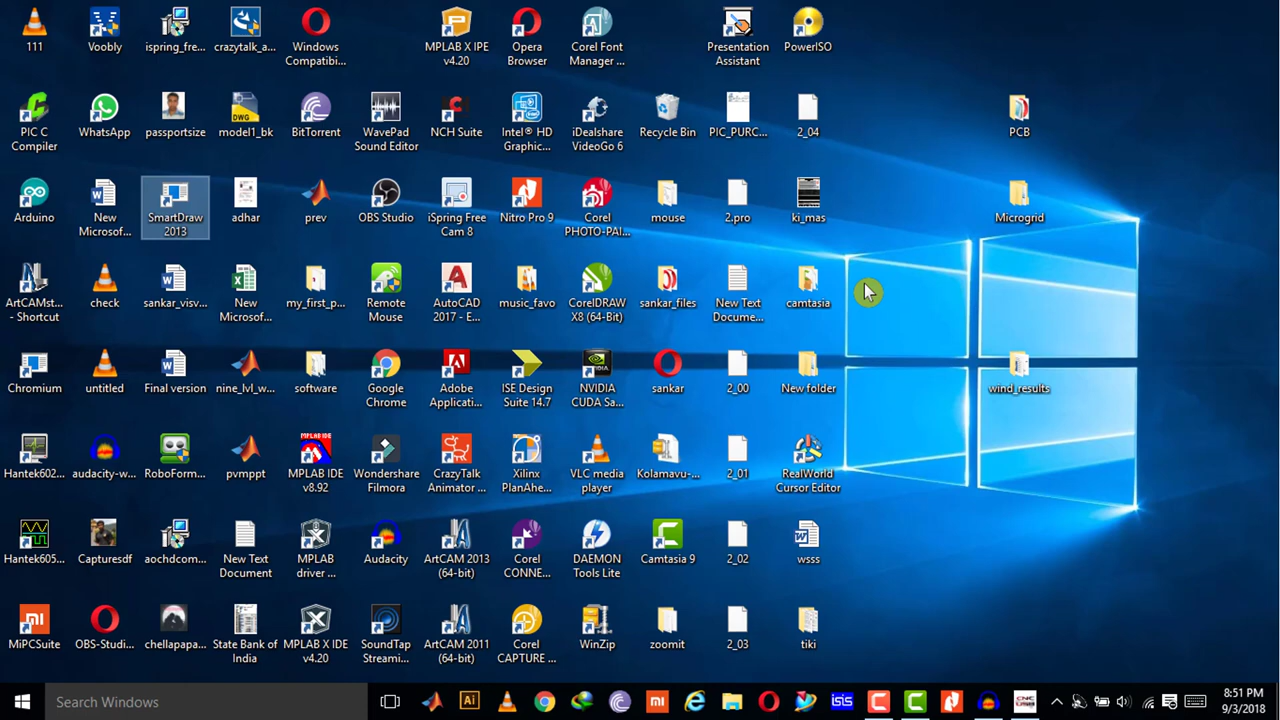 111
Voobly
ispring_fre...
crazytalk_a...
Windows
Compatibi...
MPLAB X IPE
v4.20
Opera
Browser
Corel Font
Manager ...
Presentation
Assistant
PowerISO
PIC C
Compiler
WhatsApp
passportsize
DWG
model1_bk
BitTorrent
WavePad
Sound Editor
NCH Suite
Intel® HD
Graphic...
iDealshare
VideoGo 6
Recycle Bin
PIC_PURC...
2_04
PCB
Arduino
New
Microsof...
SmartDraw
2013
adhar
prev
OBS Studio
iSpring Free
Cam 8
Nitro Pro 9
Corel
PHOTO-PAI...
mouse
2.pro
ki_mas
Microgrid
ArtCAMst...
- Shortcut
check
sankar_visv...
New
Microsof...
my_first_p...
Remote
Mouse
AutoCAD
2017 - E...
music_favo
CorelDRAW
X8 (64-Bit)
sankar_files
New Text
Docume...
camtasia
Chromium
untitled
Final version
nine_lvl_w...
software
Google
Chrome
Adobe
Applicati...
ISE Design
Suite 14.7
NVIDIA
CUDA Sa...
sankar
2_00
New folder
wind_results
Hantek602...
audacity-w...
RoboForm...
pvmppt
MPLAB IDE
MPLAB IDE
v8.92
Wondershare
Filmora
CrazyTalk
Animator ...
Xilinx
PlanAhe...
VLC media
player
Kolamavu-...
2_01
RealWorld
Cursor Editor
Hantek605...
Capturesdf
aochdcom...
New Text
Document
MPLAB
driver ...
Audacity
ArtCAM 2013
(64-bit)
Corel
CONNE...
DAEMON
Tools Lite
Camtasia 9
2_02
wsss
MiPCSuite
OBS-Studi...
chellapapa...
State Bank of
India
MPLAB X IDE
v4.20
SoundTap
Streami...
ArtCAM 2011
(64-bit)
Corel
CAPTURE ...
WinZip
zoomit
2_03
tiki
Search Windows
Ai
ISIS
CNC
USB
8:51 PM
9/3/2018